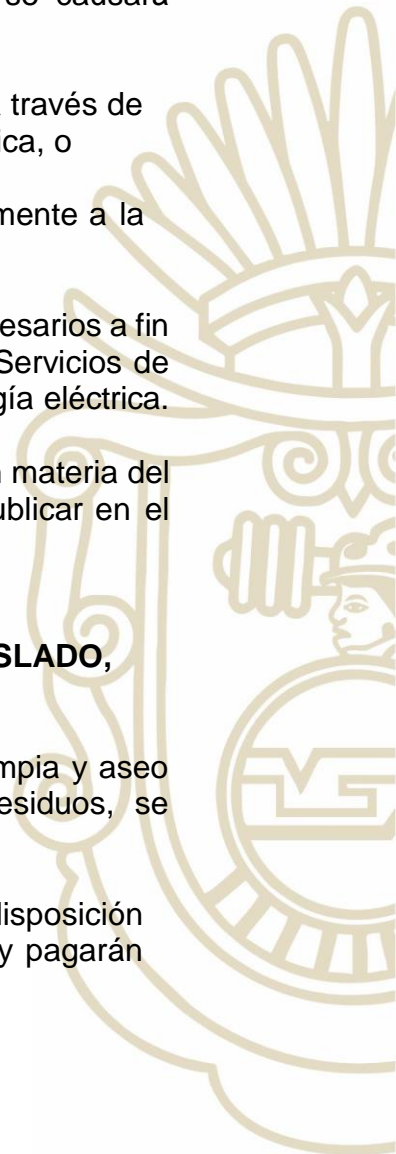 se causará
través de
ica, o
mente a la
esarios a fin
Servicios de
gía eléctrica.
materia del
ublicar en el
SLADO,
mpia y aseo
esiduos, se
disposición
y pagarán